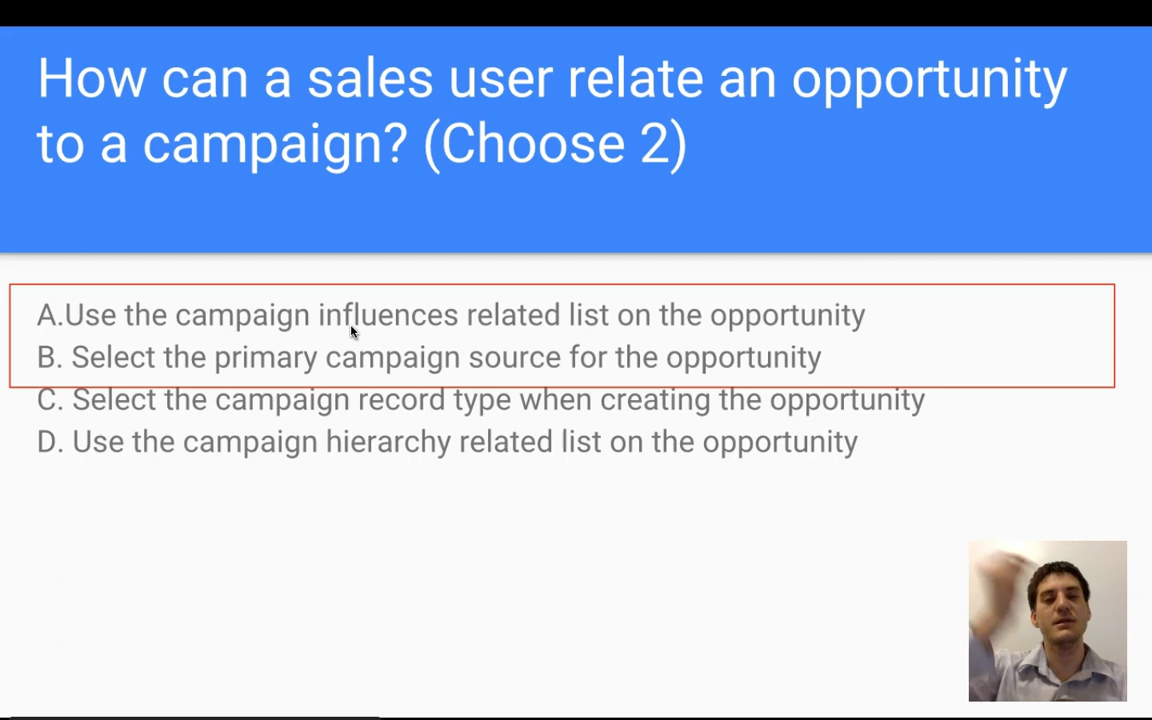 How can a sales user relate an opportunity
to a campaign? (Choose 2)
A.Use the campaign influences related list on the opportunity
B. Select the primary campaign source for the opportunity
C. Select the campaign record type when creating the opportunity
D. Use the campaign hierarchy related list on the opportunity